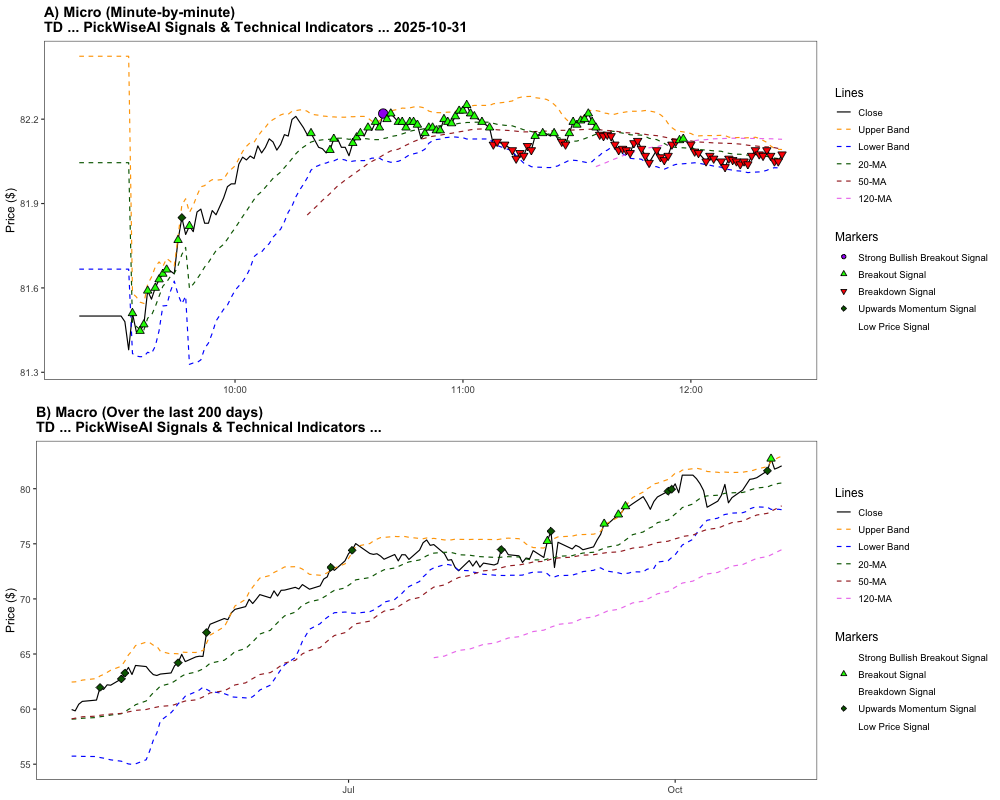 A) Micro (Minute-by-minute)
TD ... PickWiseAI Signals & Technical Indicators ... 2025-10-31
Price ($)
82.2
81.9
81.6
81.3
10:00
11:00
12:00
Lines
Close
Upper Band
Lower Band
20-MA
50-MA
120-MA
Markers
Strong Bullish Breakout Signal
Breakout Signal
Breakdown Signal
Upwards Momentum Signal
Low Price Signal
B) Macro (Over the last 200 days)
TD ... PickWiseAI Signals & Technical Indicators ...
Price ($)
80
75
70
65
60
55
Jul
Oct
Lines
Close
Upper Band
Lower Band
20-MA
50-MA
120-MA
Markers
Strong Bullish Breakout Signal
Breakout Signal
Breakdown Signal
Upwards Momentum Signal
Low Price Signal